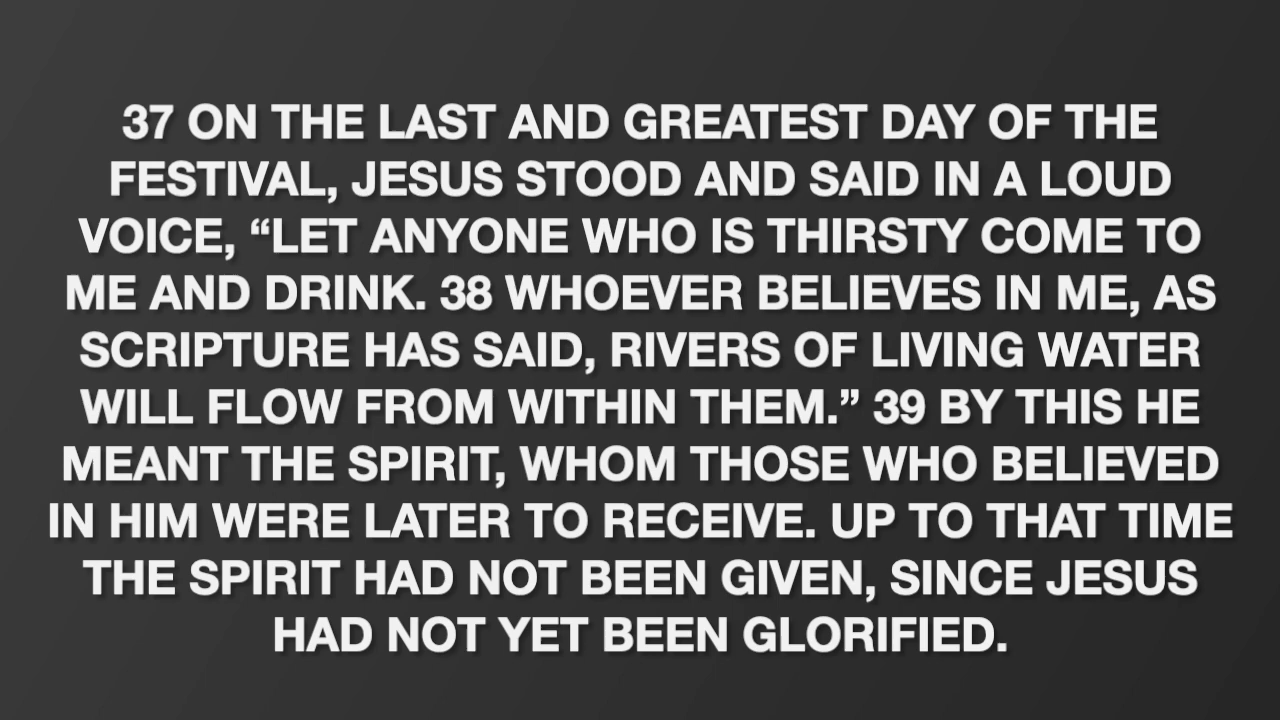 37 ON THE LAST AND GREATEST DAY OF THE
FESTIVAL, JESUS STOOD AND SAID IN A LOUD
VOICE, “LET ANYONE WHO IS THIRSTY COME TO
ME AND DRINK. 38 WHOEVER BELIEVES IN ME, AS
SCRIPTURE HAS SAID, RIVERS OF LIVING WATER
WILL FLOW FROM WITHIN THEM.” 39 BY THIS HE
MEANT THE SPIRIT, WHOM THOSE WHO BELIEVED
IN HIM WERE LATER TO RECEIVE. UP TO THAT TIME
THE SPIRIT HAD NOT BEEN GIVEN, SINCE JESUS
HAD NOT YET BEEN GLORIFIED.